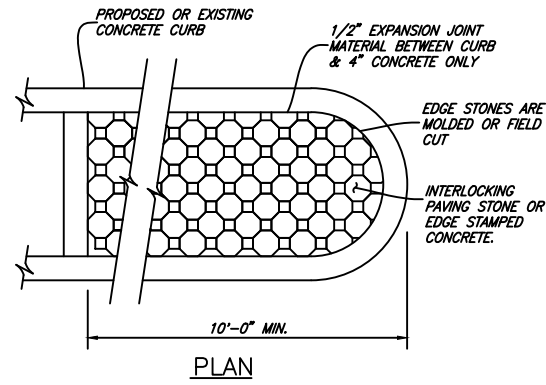 PROPOSED OR EXISTING
CONCRETE CURB
1/2" EXPANSION JOINT
MATERIAL BETWEEN CURB
& 4" CONCRETE ONLY
EDGE STONES ARE
MOLDED OR FIELD
CUT
INTERLOCKING
PAVING STONE OR
EDGE STAMPED
CONCRETE.
10'-0" MIN.
PLAN